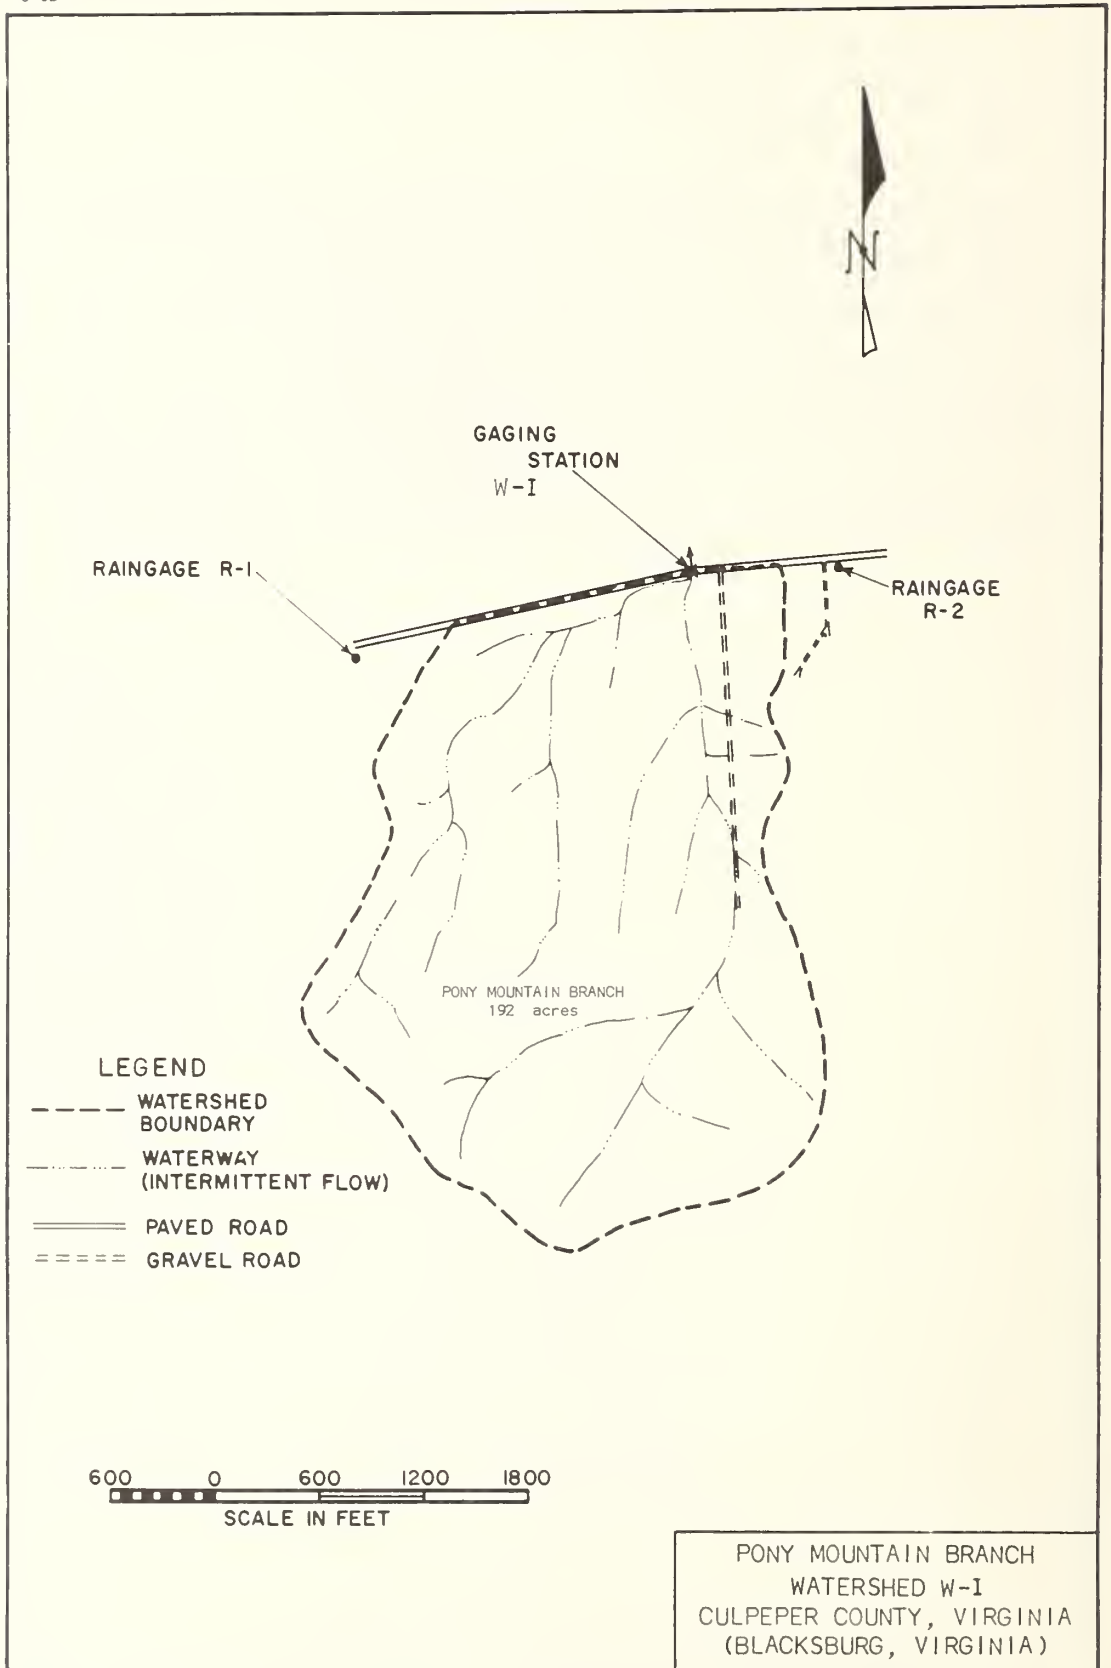 N
GAGING
STATION
W-I
RAINGAGE R-1
RAINGAGE
R-2
PONY MOUNTAIN BRANCH
192 acres
LEGEND
WATERSHED
BOUNDARY
WATERWAY
(INTERMITTENT FLOW)
PAVED ROAD
GRAVEL ROAD
600 0 600 1200 1800
SCALE IN FEET
PONY MOUNTAIN BRANCH
WATERSHED W-I
CULPEPER COUNTY, VIRGINIA
(BLACKSBURG, VIRGINIA)